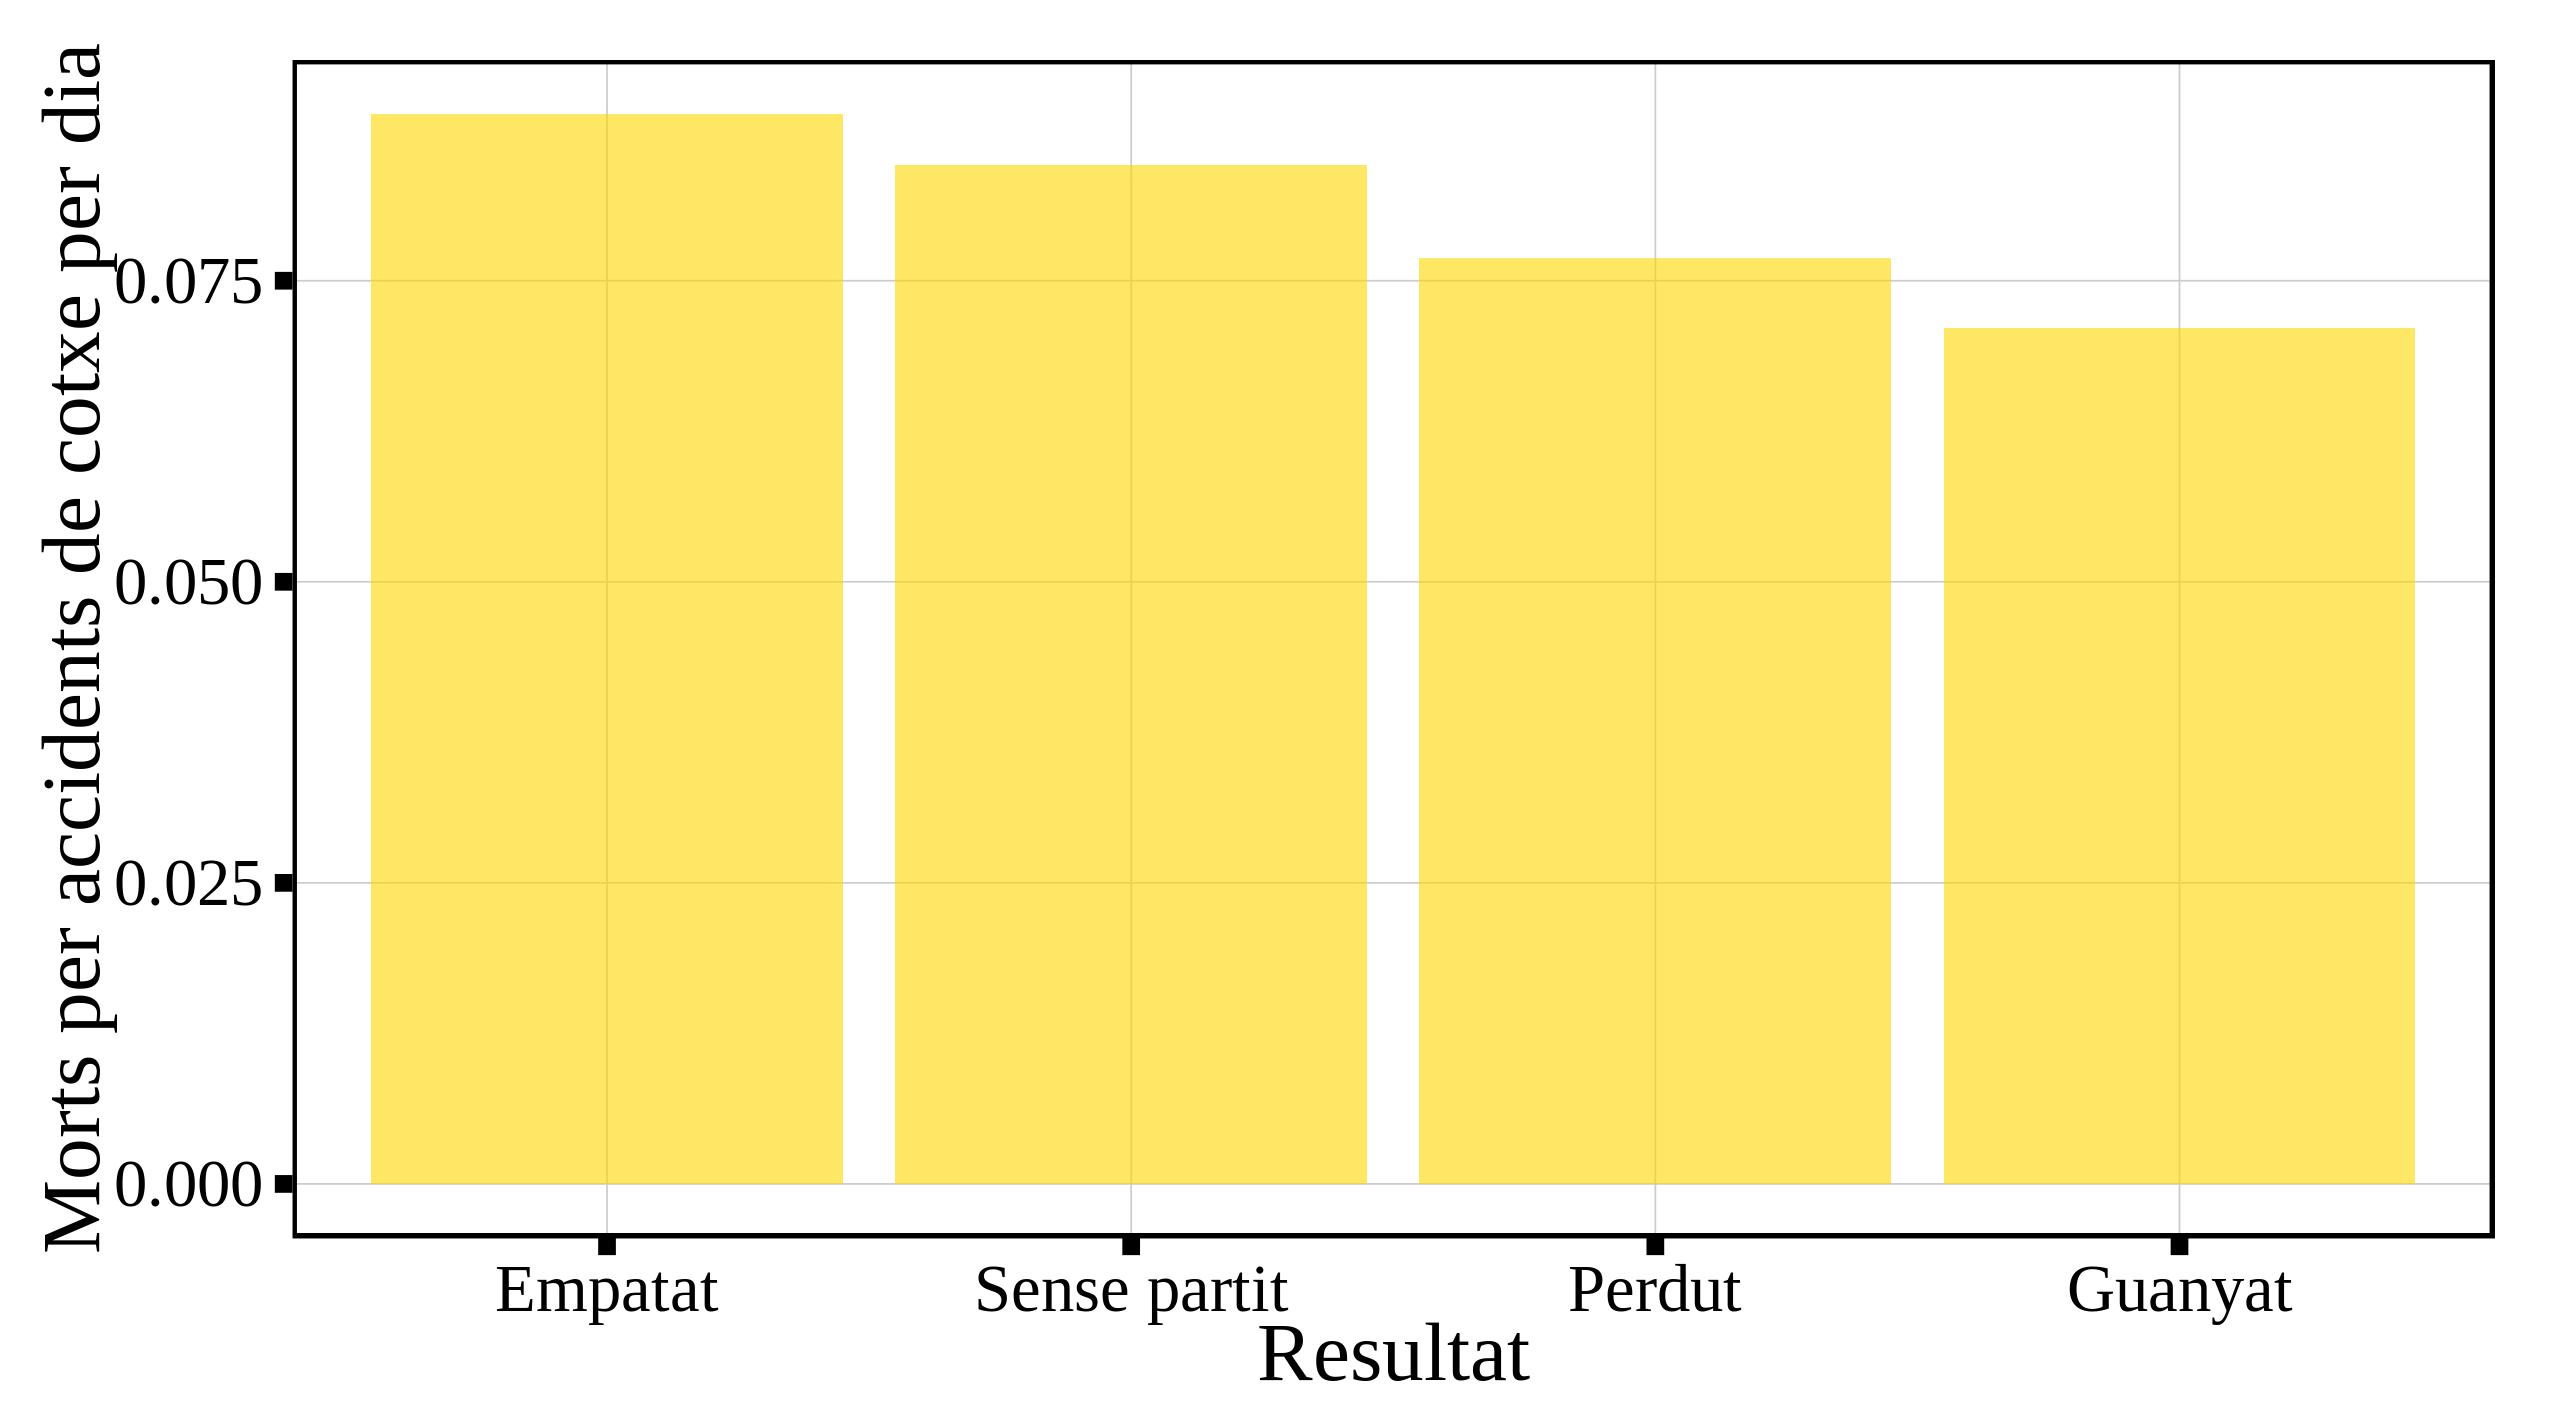 Morts per accidents de cotxe per dia
0.075
0.050
0.025
0.000
Empatat
Sense partit
Perdut
Guanyat
Resultat